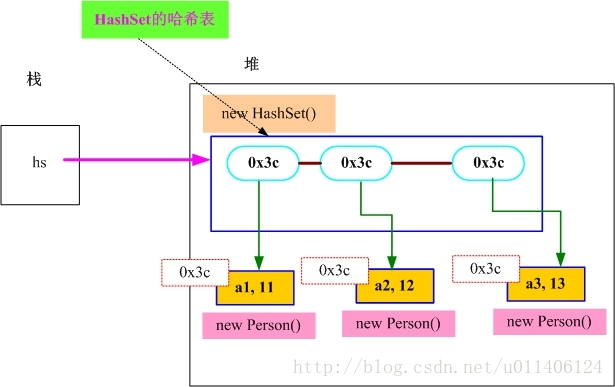 HashSet的哈希表
栈
堆
new HashSet()
hs
0x3c
0x3c
0x3c
0x3c
a1, 11
0x3c
a2, 12
0x3c
a3, 13
new Person()
new Person()
new Person()
http://blog.csdn.net/u011406124